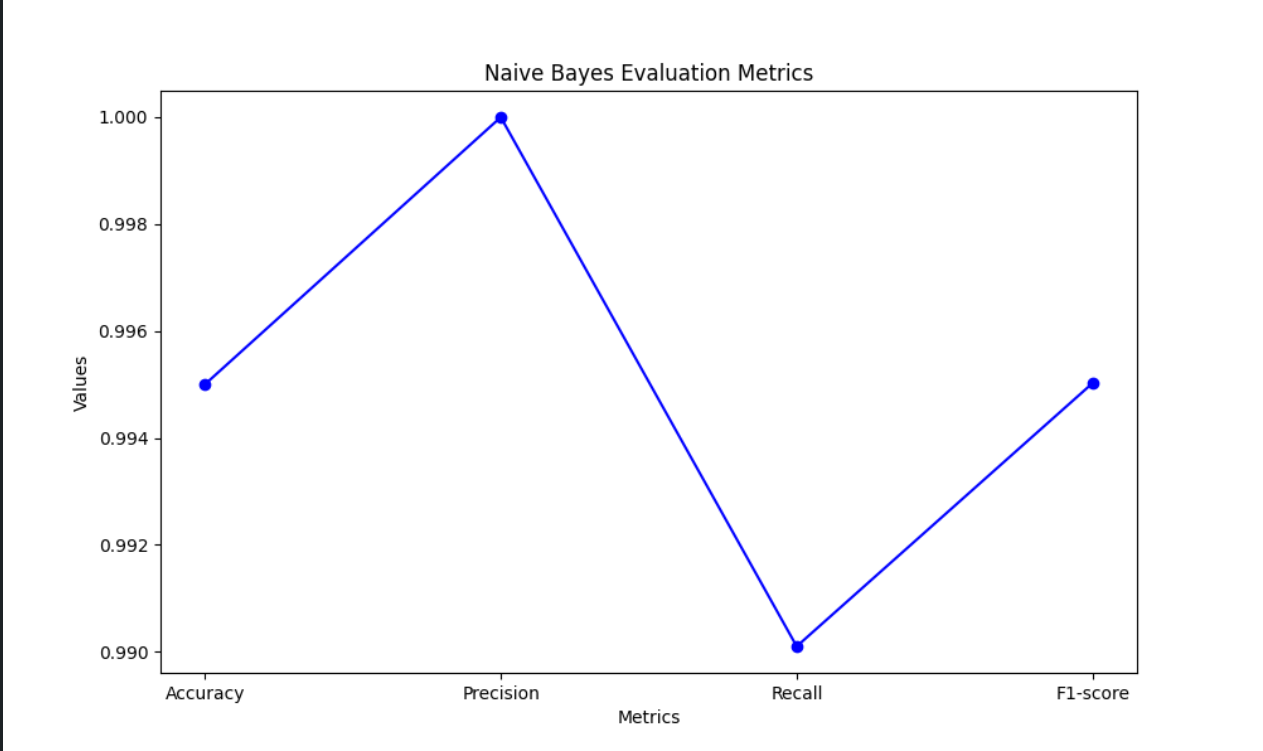 Naive Bayes Evaluation Metrics
1.000
0.998
0.996
0.994
0.992
0.990
Values
Accuracy Precision Recall F1-score
Metrics